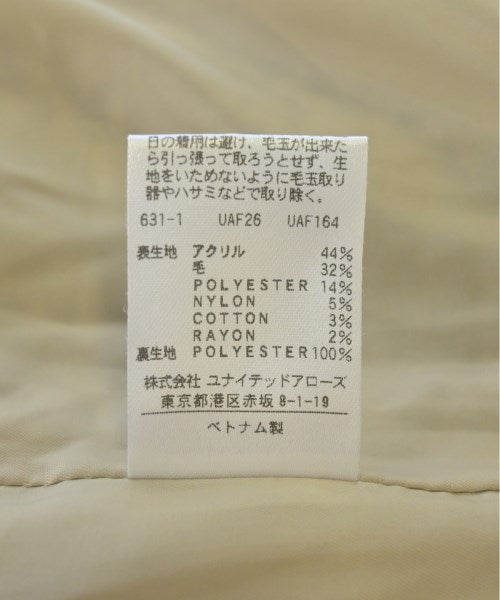 日の着用は避け、毛玉が出来た
ら引っ張って取ろうとせず、生
地をいためないように毛玉取り
器やハサミなどで取り除く。
631-1 UAF26 UAF164
表生地 アクリル 44%
毛 32%
POLYESTER 14%
NYLON 5%
COTTON 3%
RAYON 2%
裏生地 POLYESTER 100%
株式会社 ユナイテッドアローズ
東京都港区赤坂 8-1-19
ベトナム製